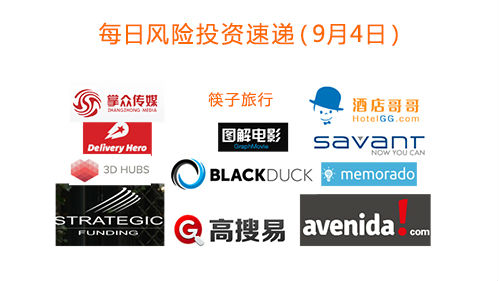 每日风险投资速递(9月4日)
掌众传媒
ZHANGZHONG MEDIA
筷子旅行
酒店哥哥
HotelGG.com
Delivery Hero
图解电影
GraphMovie
SAVANT
NOW YOU CAN
3D HUBS
BLACKDUCK
memorado
STRATEGIC
FUNDING
G
高搜易
avenida!.com